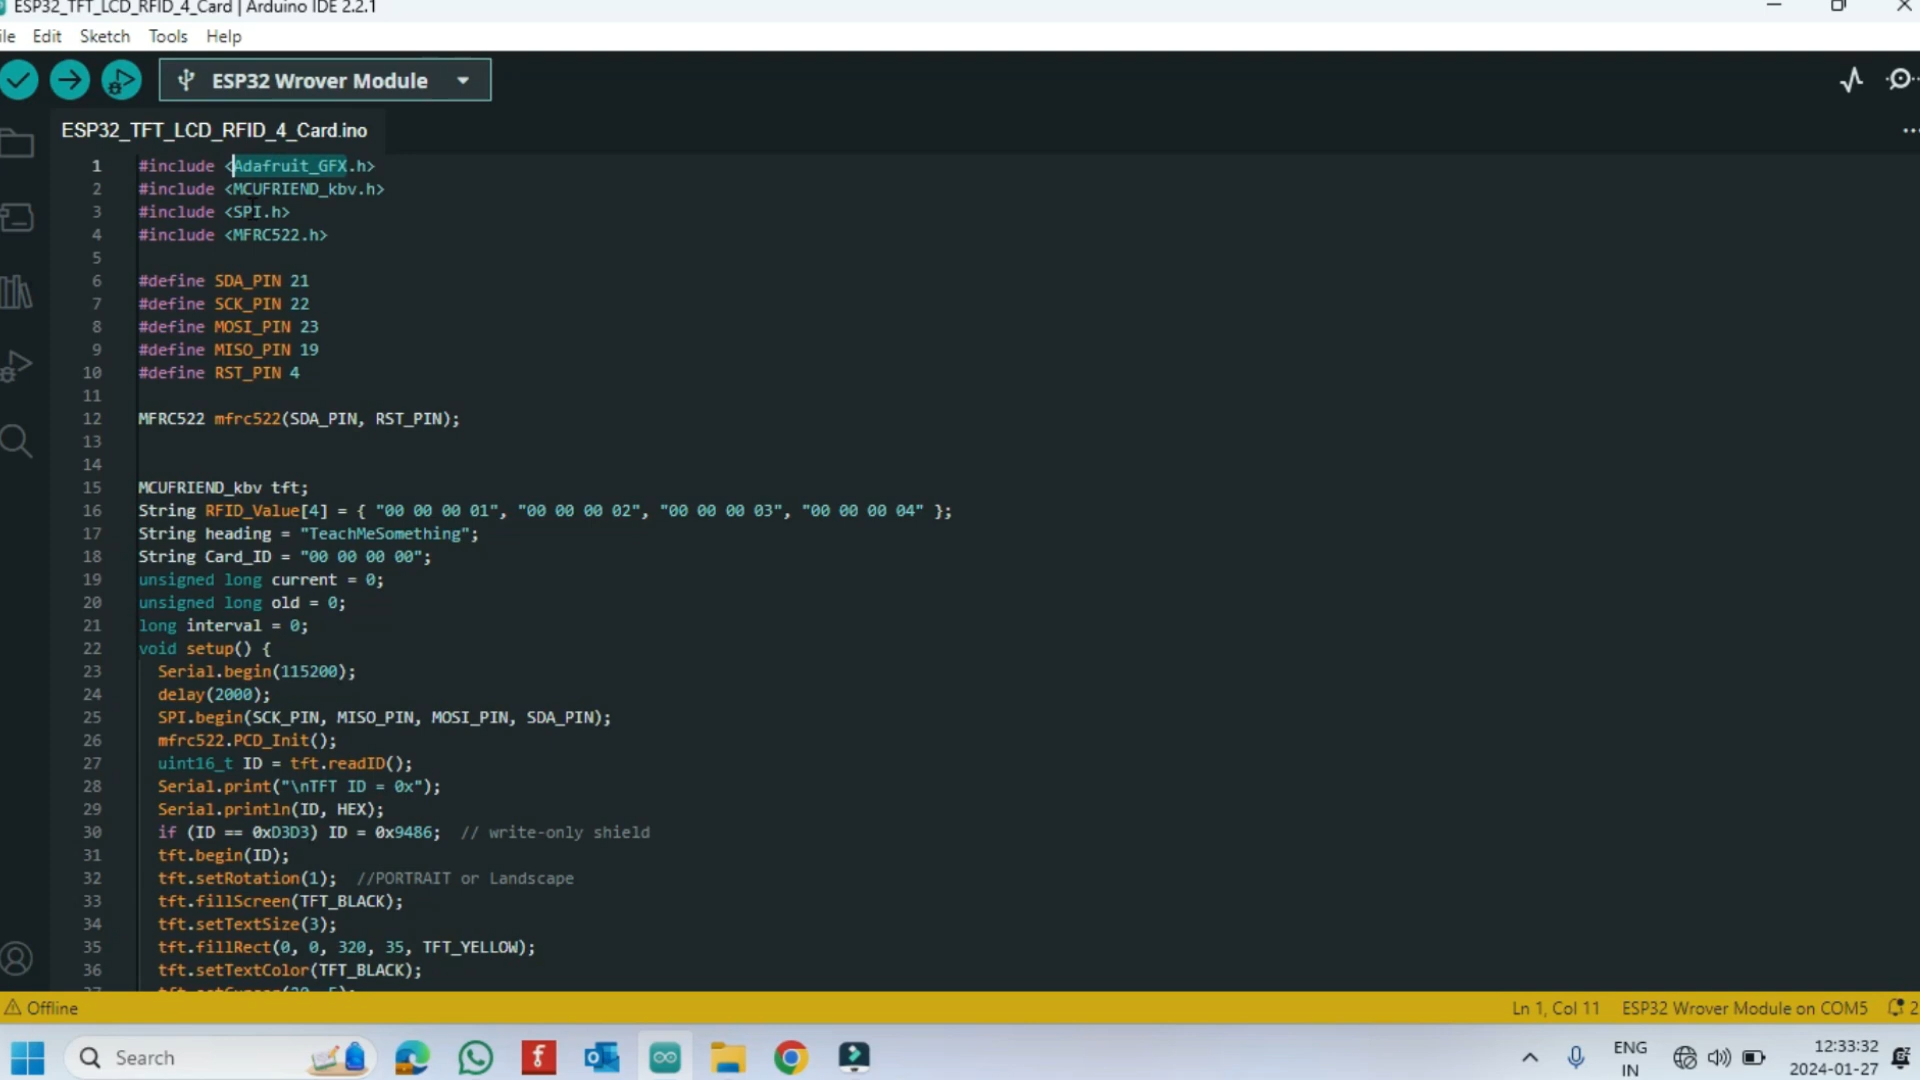 ESP32_TFT_LCD_RFID_4_Card | Arduino IDE 2.2.1
Edit Sketch Tools Help
ESP32 Wrover Module
ESP32_TFT_LCD_RFID_4_Card.ino
1 #include <Adafruit_GFX.h>
2 #include <MCUFRIEND_kbv.h>
3 #include <SPI.h>
4 #include <MFRC522.h>
5
6 #define SDA_PIN 21
7 #define SCK_PIN 22
8 #define MOSI_PIN 23
9 #define MISO_PIN 19
10 #define RST_PIN 4
11
12 MFRC522 mfrc522(SDA_PIN, RST_PIN);
13
14
15 MCUFRIEND_kbv tft;
16 String RFID_Value[4] = { "00 00 00 01", "00 00 00 02", "00 00 00 03", "00 00 00 04" };
17 String heading = "TeachMeSomething";
18 String Card_ID = "00 00 00 00";
19 unsigned long current = 0;
20 unsigned long old = 0;
21 long interval = 0;
22 void setup() {
23 Serial.begin(115200);
24 delay(2000);
25 SPI.begin(SCK_PIN, MISO_PIN, MOSI_PIN, SDA_PIN);
26 mfrc522.PCD_Init();
27 uint16_t ID = tft.readID();
28 Serial.print("\nTFT ID = 0x");
29 Serial.println(ID, HEX);
30 if (ID == 0xD3D3) ID = 0x9486; // write-only shield
31 tft.begin(ID);
32 tft.setRotation(1); //PORTRAIT or Landscape
33 tft.fillScreen(TFT_BLACK);
34 tft.setTextSize(3);
35 tft.fillRect(0, 0, 320, 35, TFT_YELLOW);
36 tft.setTextColor(TFT_BLACK);
Offline
Ln 1, Col 11 ESP32 Wrover Module on COM5 2
Search
ENG
IN
12:33:32
2024-01-27